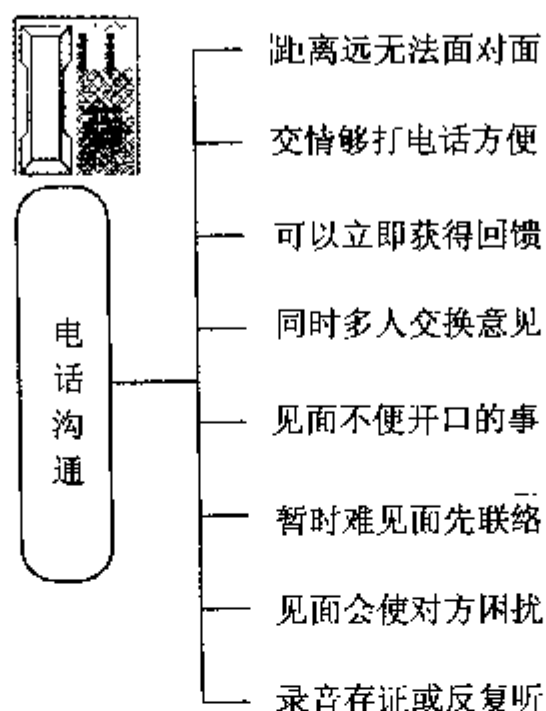 电话沟通
距离远无法面对面
交情够打电话方便
可以立即获得回馈
同时多人交换意见
见面不便开口的事
暂时难见面先联络
见面会使对方困扰
录音存证或反复听